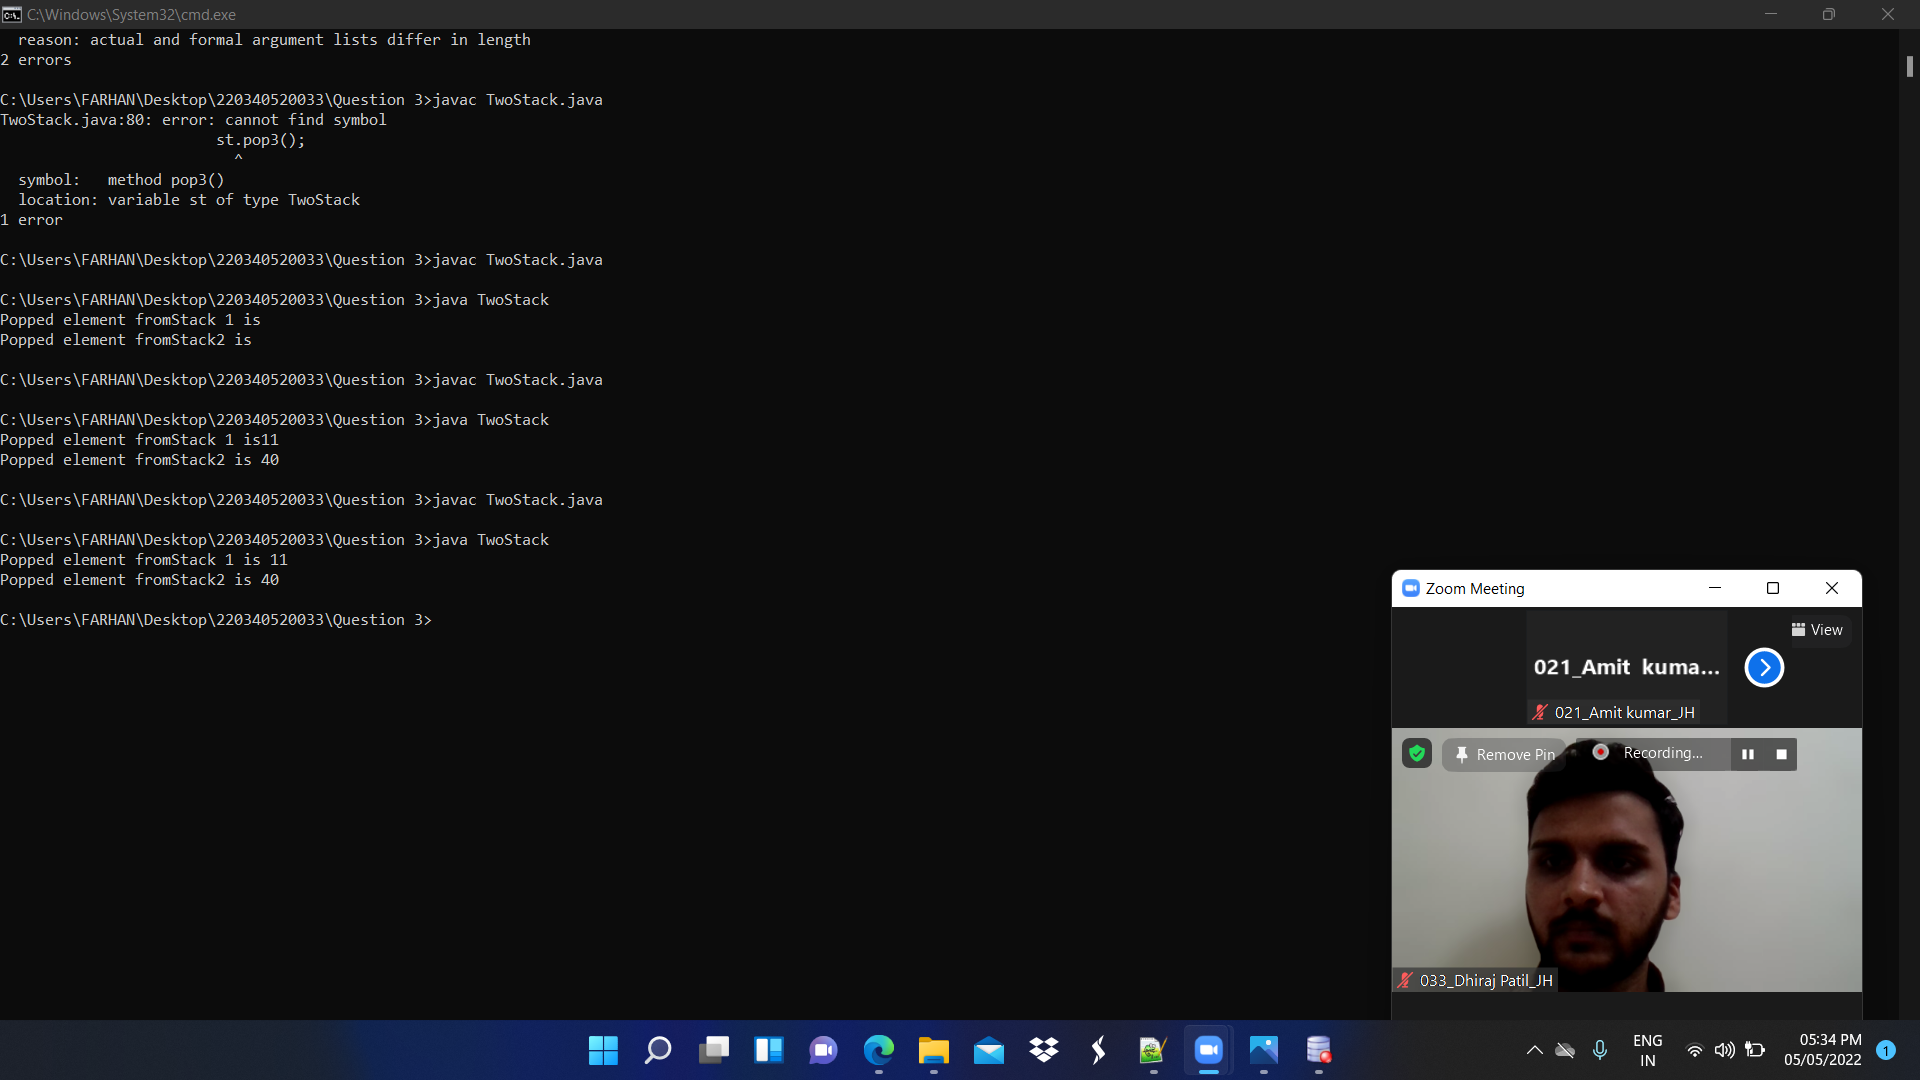 C:\Windows\System32\cmd.exe
reason: actual and formal argument lists differ in length
2 errors
C:\Users\FARHAN\Desktop\220340520033\Question 3>javac TwoStack.java
TwoStack.java:80: error: cannot find symbol
st.pop3();
^
symbol:   method pop3()
location: variable st of type TwoStack
1 error
C:\Users\FARHAN\Desktop\220340520033\Question 3>javac TwoStack.java
C:\Users\FARHAN\Desktop\220340520033\Question 3>java TwoStack
Popped element fromStack 1 is
Popped element fromStack2 is
C:\Users\FARHAN\Desktop\220340520033\Question 3>javac TwoStack.java
C:\Users\FARHAN\Desktop\220340520033\Question 3>java TwoStack
Popped element fromStack 1 is11
Popped element fromStack2 is 40
C:\Users\FARHAN\Desktop\220340520033\Question 3>javac TwoStack.java
C:\Users\FARHAN\Desktop\220340520033\Question 3>java TwoStack
Popped element fromStack 1 is 11
Popped element fromStack2 is 40
C:\Users\FARHAN\Desktop\220340520033\Question 3>
Zoom Meeting
View
021_Amit kuma...
021_Amit kumar_JH
Remove Pin
Recording...
033_Dhiraj Patil_JH
ENG
IN
05:34 PM
05/05/2022
1